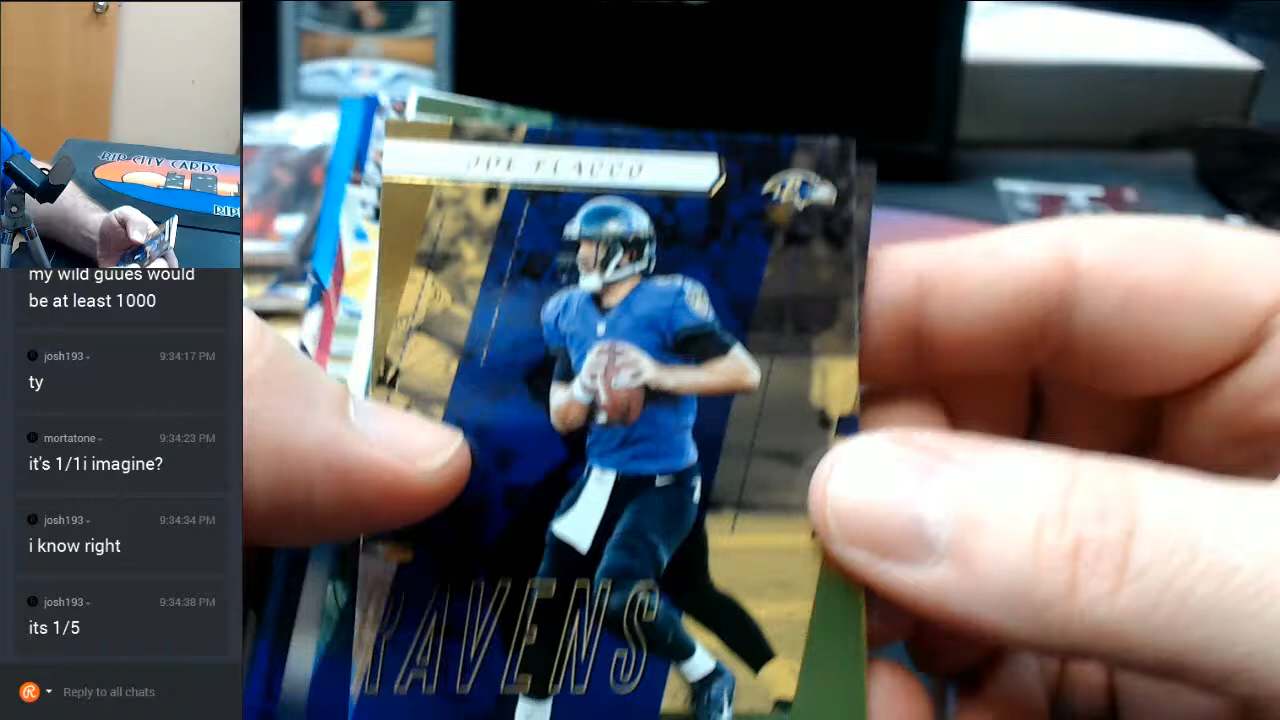 RIP CITY CARDS
RIP
my wild guues would
be at least 1000
josh193
9:34:17 PM
ty
mortatone
9:34:23 PM
it's 1/1i imagine?
josh193
9:34:34 PM
i know right
josh193
9:34:38 PM
its 1/5
Reply to all chats
JOE FLACCO
RAVENS